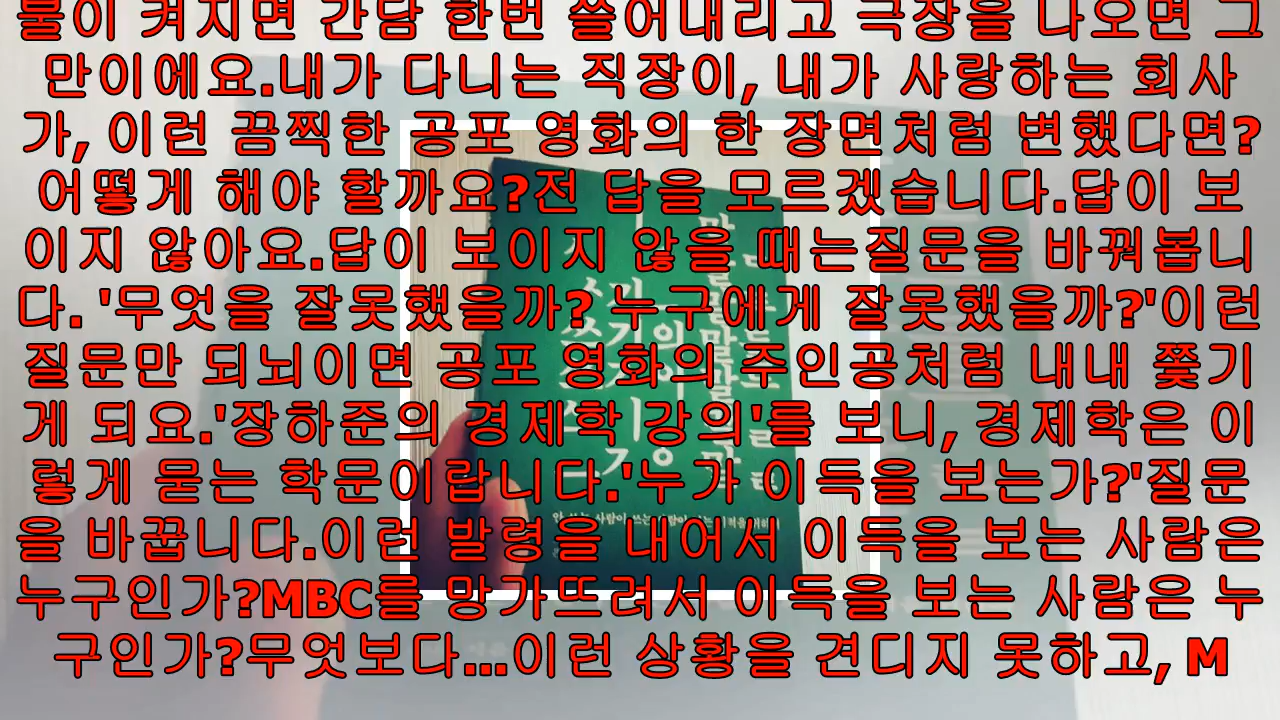 불이 켜지면 간담 한번 쓸어내리고 극장을 나오면 그
만이에요.내가 다니는 직장이, 내가 사랑하는 회사
가, 이런 끔찍한 공포 영화의 한 장면처럼 변했다면?
어떻게 해야 할까요?전 답을 모르겠습니다.답이 보
이지 않아요.답이 보이지 않을 때는질문을 바꿔봅니
다. '무엇을 잘못했을까? 누구에게 잘못했을까?'이런
질문만 되뇌이면 공포 영화의 주인공처럼 내내 쫓기
게 되요.'장하준의 경제학 강의'를 보니, 경제학은 이
렇게 묻는 학문이랍니다.'누가 이득을 보는가?'질문
을 바꿉니다.이런 발령을 내어서 이득을 보는 사람은
누구인가?MBC를 망가뜨려서 이득을 보는 사람은 누
구인가?무엇보다...이런 상황을 견디지 못하고, M